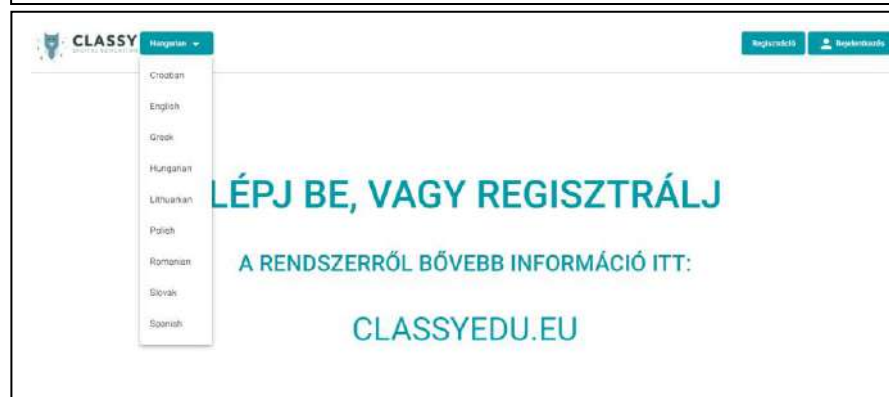 CLASSY
Hungarian
Regisztráció
Bejelentkezés
Croatian
English
Greek
Hungarian
Lithuanian
Polish
Romanian
Slovak
Spanish
LÉPJ BE, VAGY REGISZTRÁLJ
A RENDSZERRŐL BŐVEBB INFORMÁCIÓ ITT:
CLASSYEDU.EU